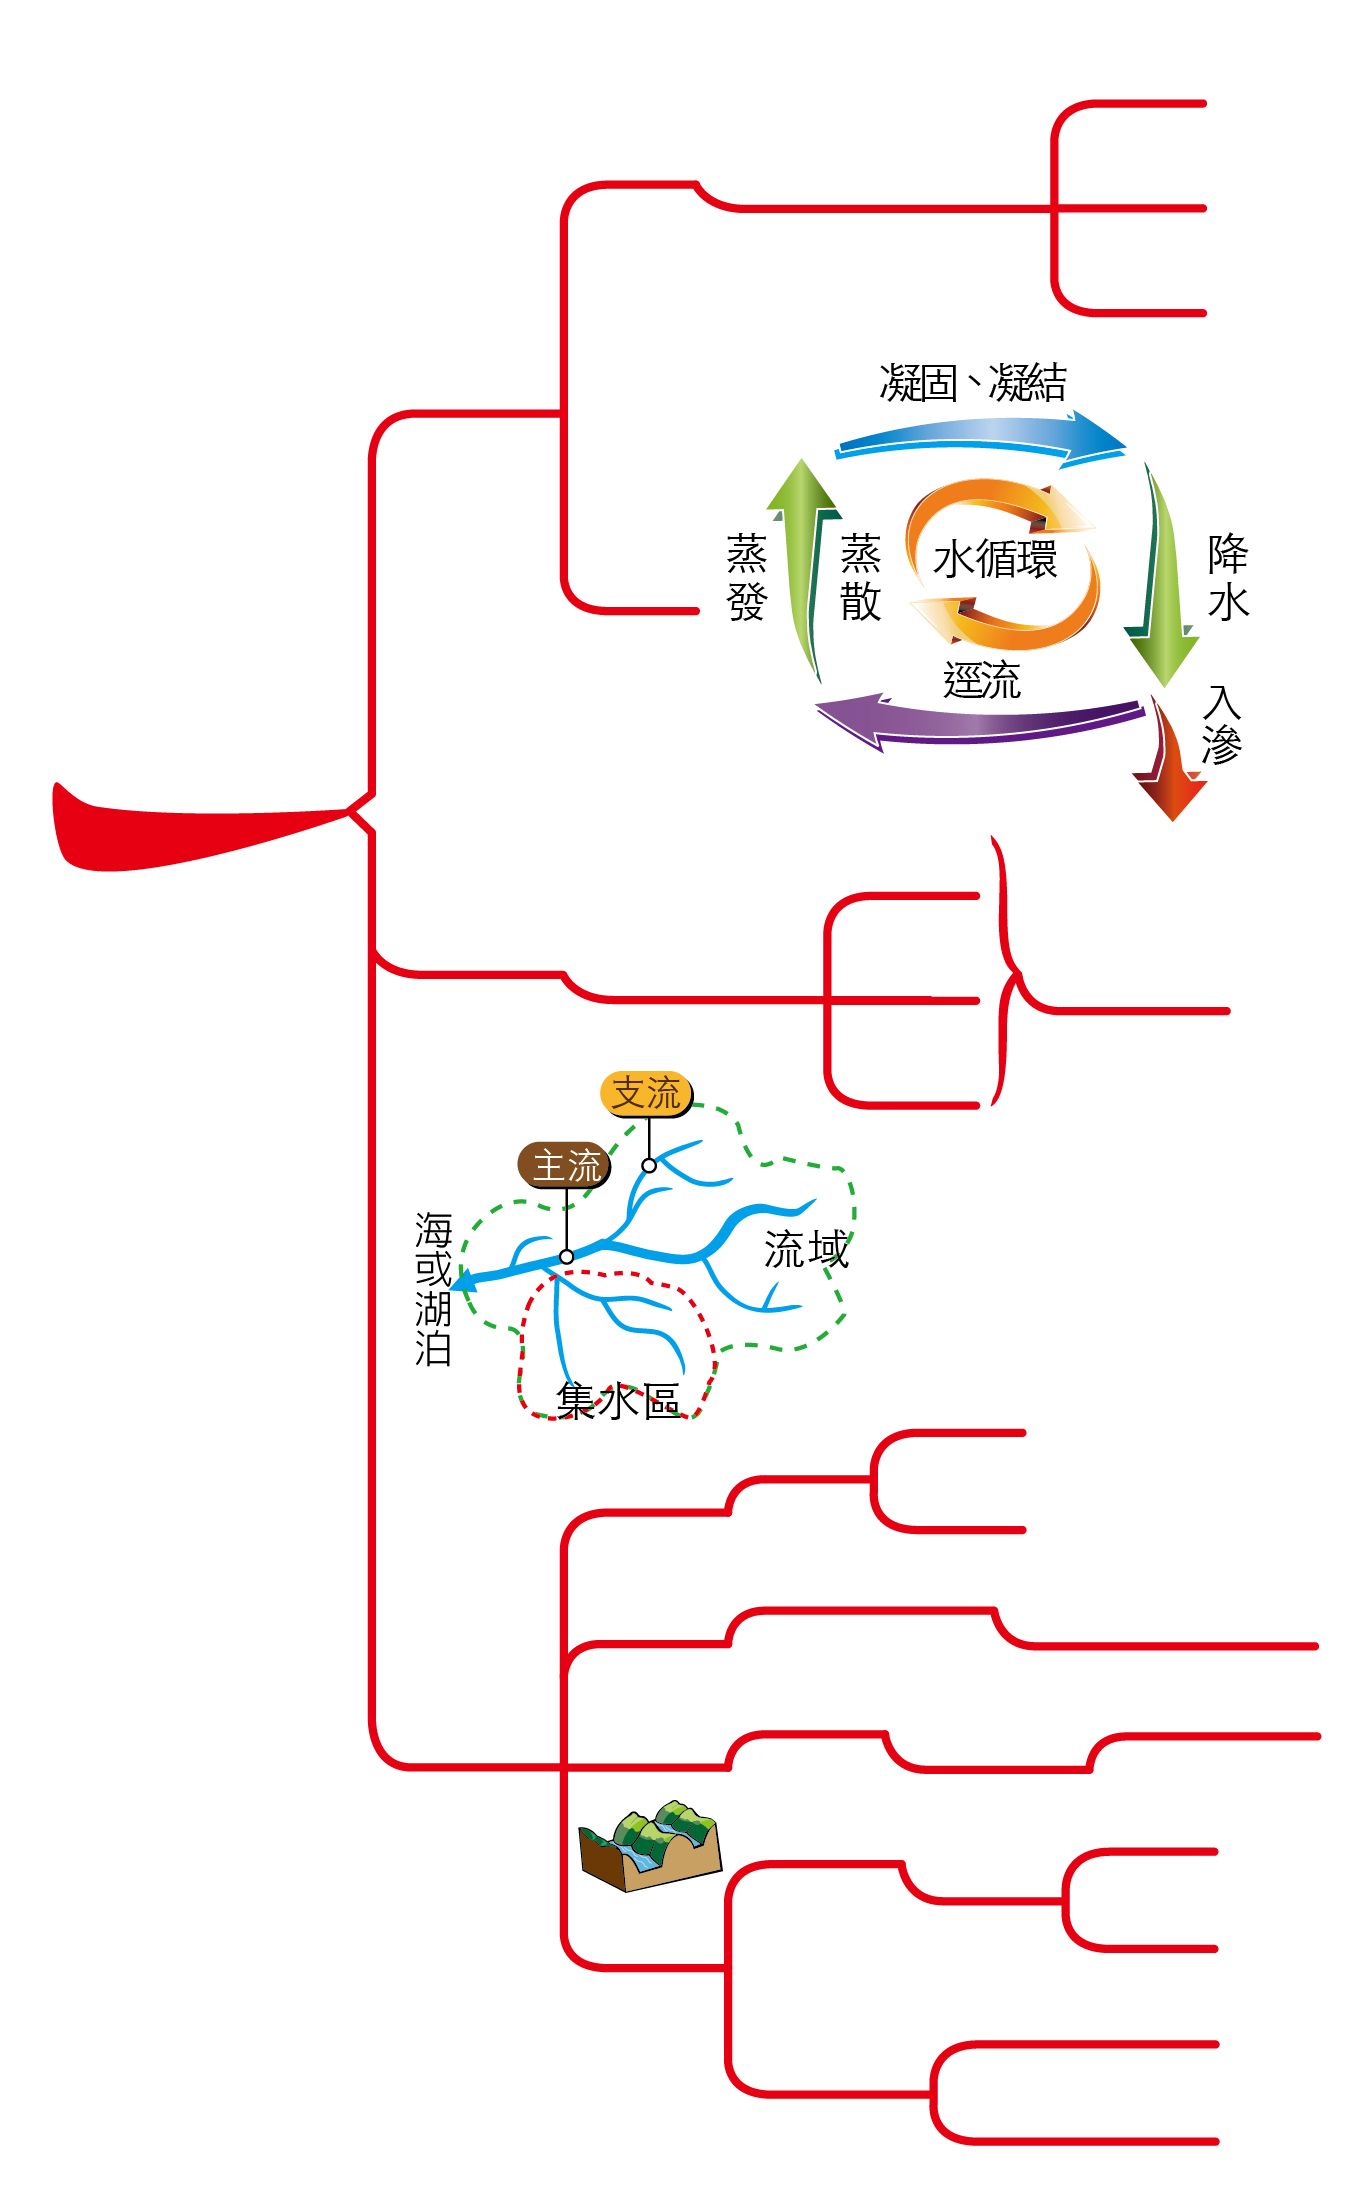 凝固、凝結
蒸發
蒸散
水循環
降水
逕流
入滲
支流
主流
海或湖泊
流域
集水區